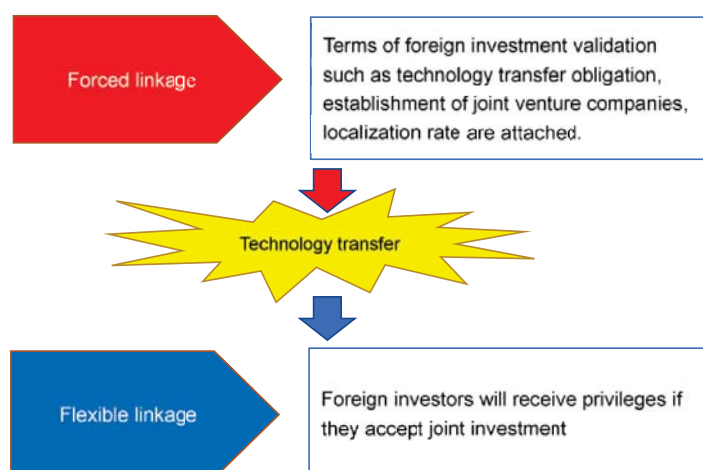 Forced linkage
Terms of foreign investment validation
such as technology transfer obligation,
establishment of joint venture companies,
localization rate are attached.
Technology transfer
Flexible linkage
Foreign investors will receive privileges if
they accept joint investment